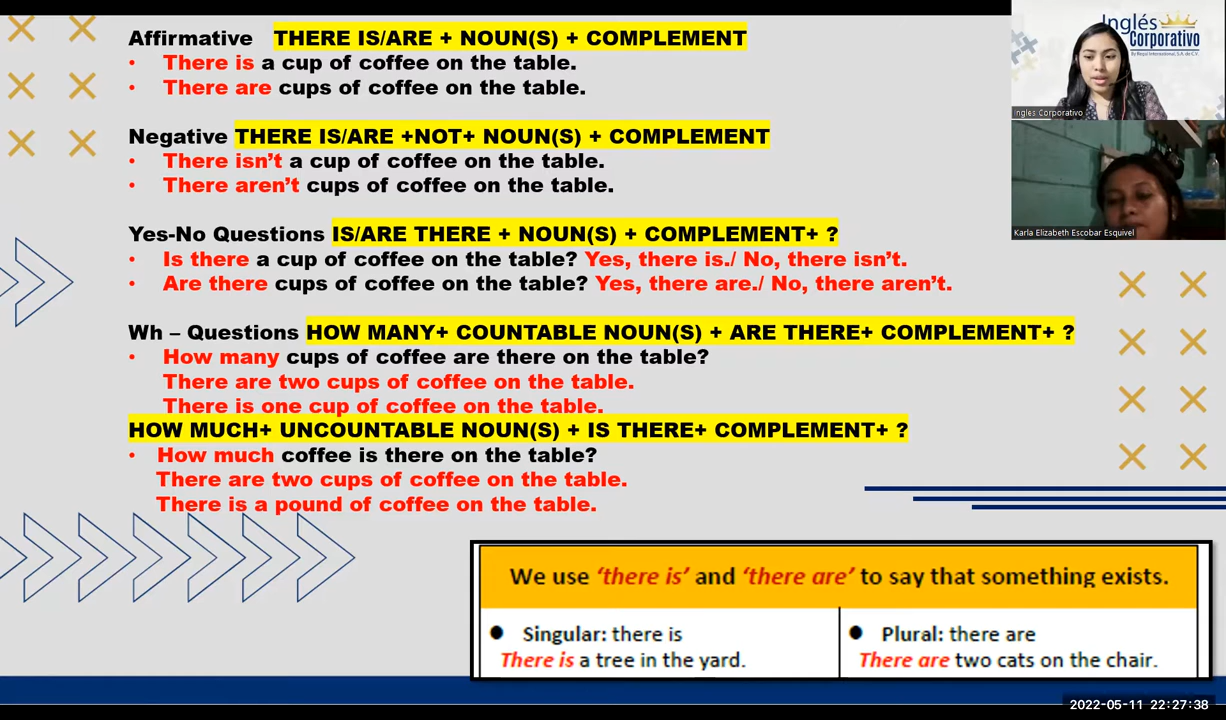 Affirmative THERE IS/ARE + NOUN(S) + COMPLEMENT
• There is a cup of coffee on the table.
• There are cups of coffee on the table.
Negative THERE IS/ARE +NOT+ NOUN(S) + COMPLEMENT
• There isn't a cup of coffee on the table.
• There aren't cups of coffee on the table.
Yes-No Questions IS/ARE THERE + NOUN(S) + COMPLEMENT+ ?
• Is there a cup of coffee on the table? Yes, there is./ No, there isn't.
• Are there cups of coffee on the table? Yes, there are./ No, there aren't.
Wh – Questions HOW MANY+ COUNTABLE NOUN(S) + ARE THERE+ COMPLEMENT+ ?
• How many cups of coffee are there on the table?
There are two cups of coffee on the table.
There is one cup of coffee on the table.
HOW MUCH+ UNCOUNTABLE NOUN(S) + IS THERE+ COMPLEMENT+ ?
• How much coffee is there on the table?
There are two cups of coffee on the table.
There is a pound of coffee on the table.
We use 'there is' and 'there are' to say that something exists.
• Singular: there is
There is a tree in the yard.
• Plural: there are
There are two cats on the chair.
Inglés
Corporativo
Ingles Corporativo
Karla Elizabeth Escobar Esquivel
2022-05-11 22:27:38